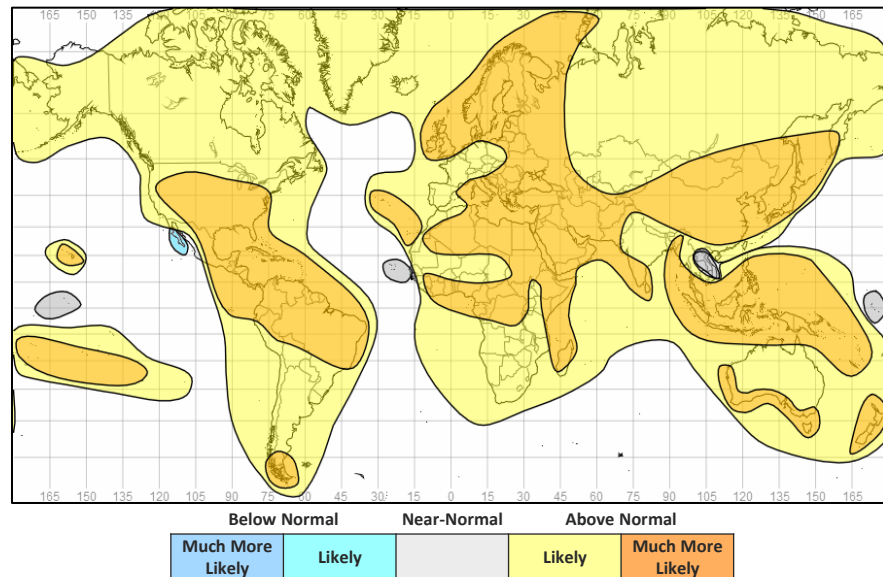 165 150 135 120 105 90 75 60 45 30 15 0 15 30 45 60 75 90 105 120 135 150 165
165 150 135 120 105 90 75 60 45 30 15 0 15 30 45 60 75 90 105 120 135 150 165
Below Normal Near-Normal Above Normal
Much More Likely Likely Much More
Likely Likely